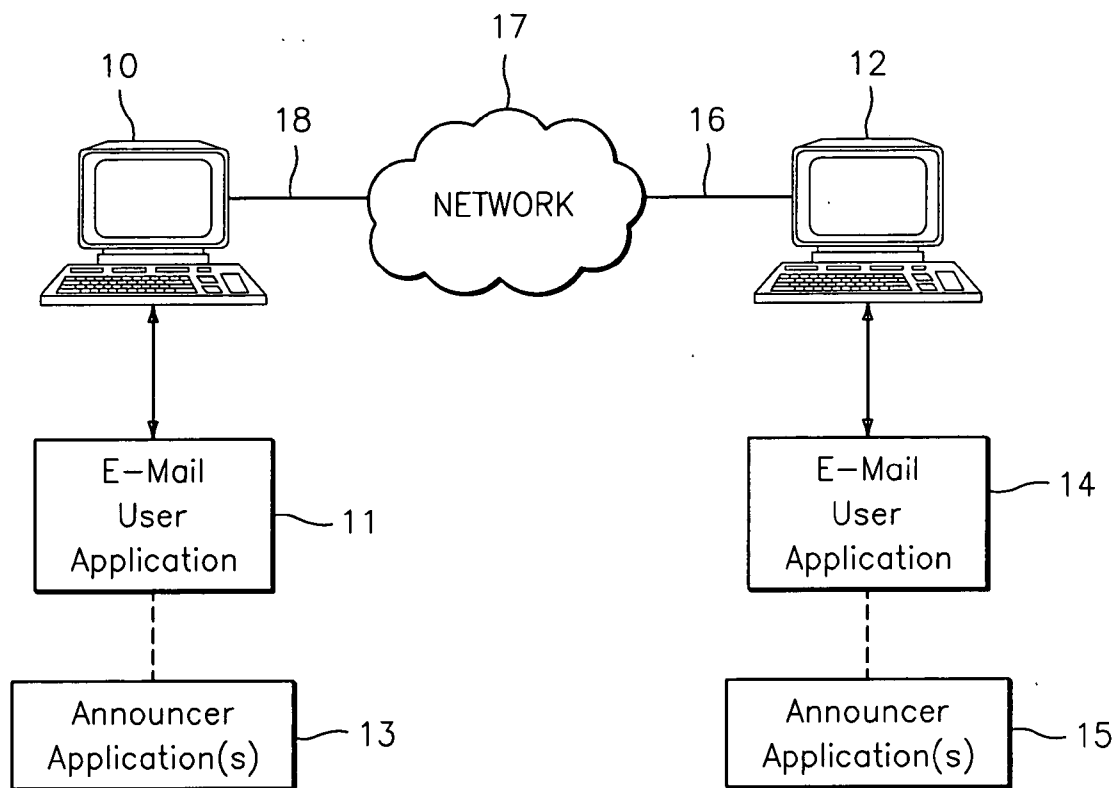 17
10
12
18
16
NETWORK
E-Mail
User
Application
11
E-Mail
User
Application
14
Announcer
Application(s)
13
Announcer
Application(s)
15